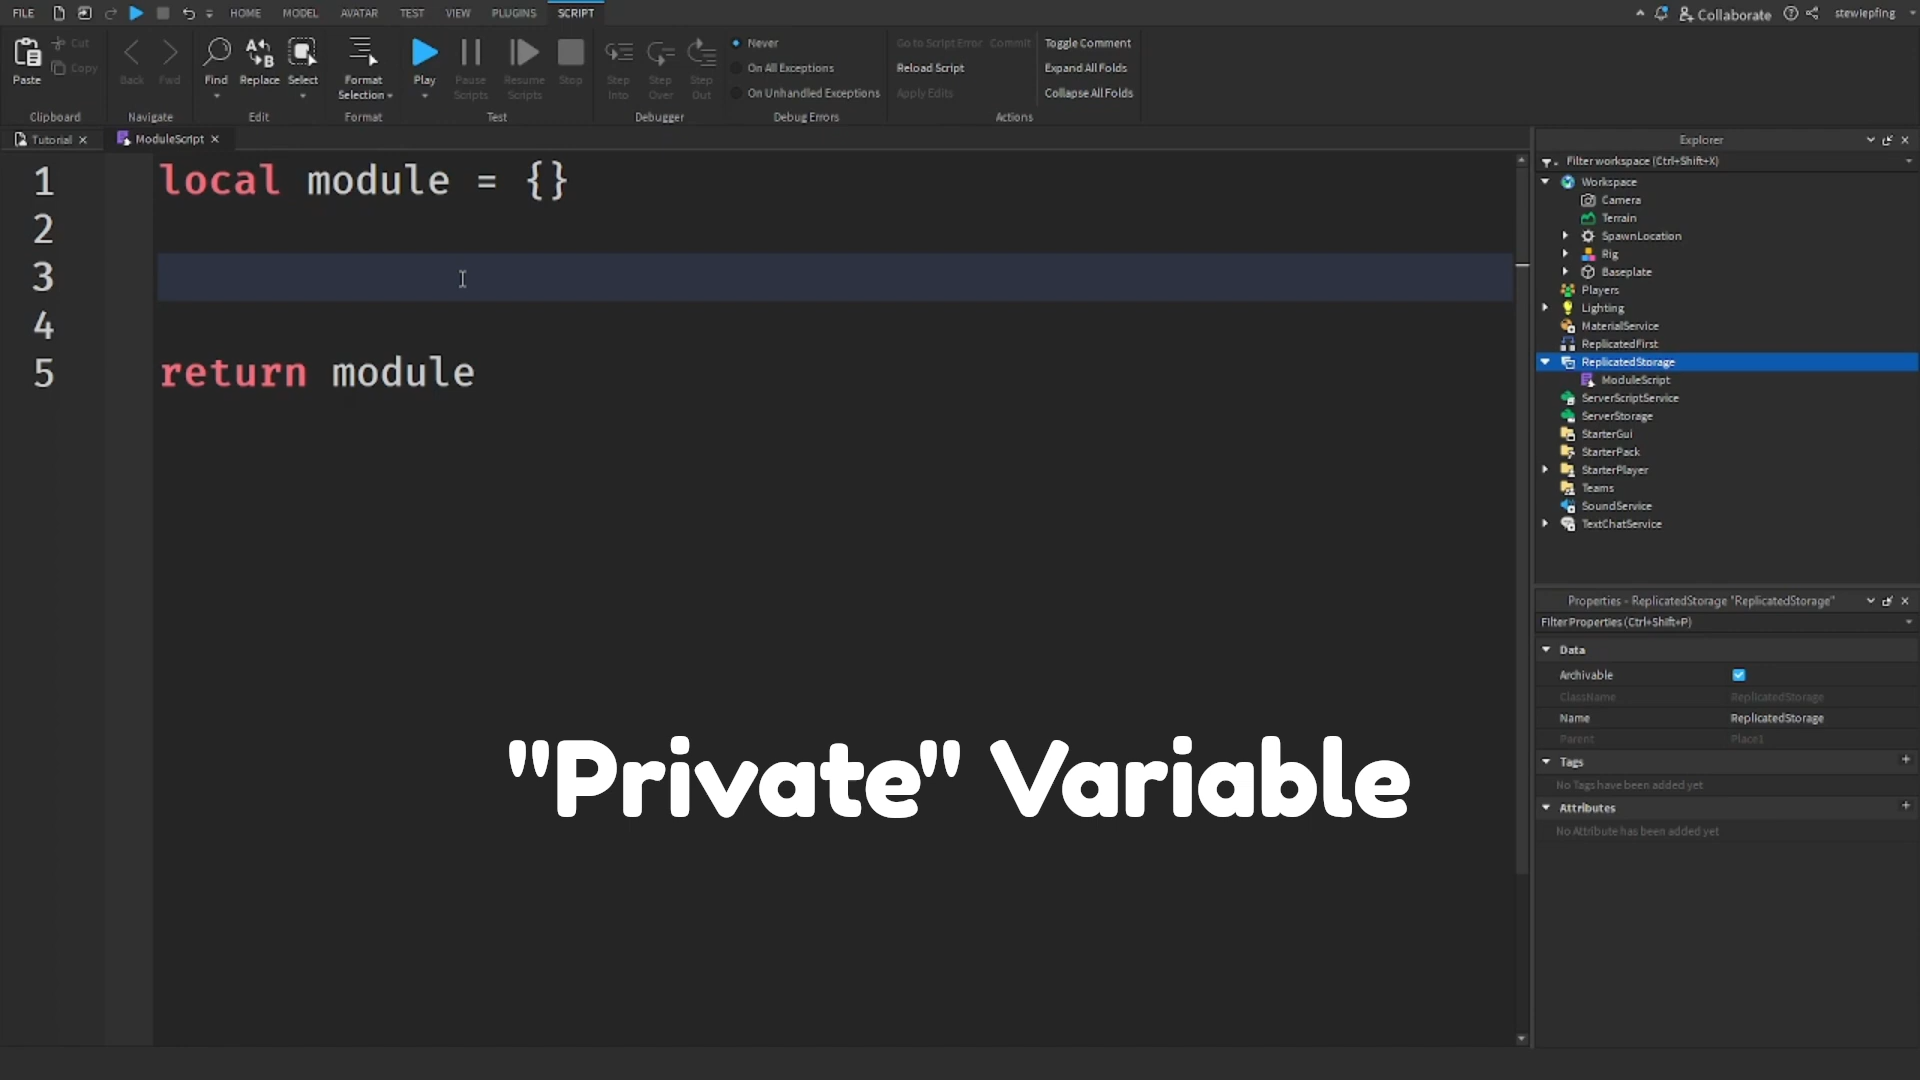 FILE HOME MODEL AVATAR TEST VIEW PLUGINS SCRIPT Collaborate stewiepfing
Paste Cut Copy
Clipboard
Back Fwd
Navigate
Find Replace Select
Edit
Format Selection
Format
Play Pause Scripts Resume Scripts Stop
Test
Step Into Step Over Step Out
Debugger
Never
On All Exceptions
On Unhandled Exceptions
Debug Errors
Go to Script Error Commit
Reload Script
Apply Edits
Toggle Comment
Expand All Folds
Collapse All Folds
Actions
Tutorial ModuleScript
1 local module = {}
2
3
4
5 return module
"Private" Variable
Explorer
Filter workspace (Ctrl+Shift+X)
Workspace
Camera
Terrain
SpawnLocation
Rig
Baseplate
Players
Lighting
MaterialService
ReplicatedFirst
ReplicatedStorage
ModuleScript
ServerScriptService
ServerStorage
StarterGui
StarterPack
StarterPlayer
Teams
SoundService
TextChatService
Properties - ReplicatedStorage "ReplicatedStorage"
Filter Properties (Ctrl+Shift+P)
Data
Archivable
ClassName ReplicatedStorage
Name ReplicatedStorage
Parent Place1
Tags
No Tags have been added yet
Attributes
No Attribute has been added yet